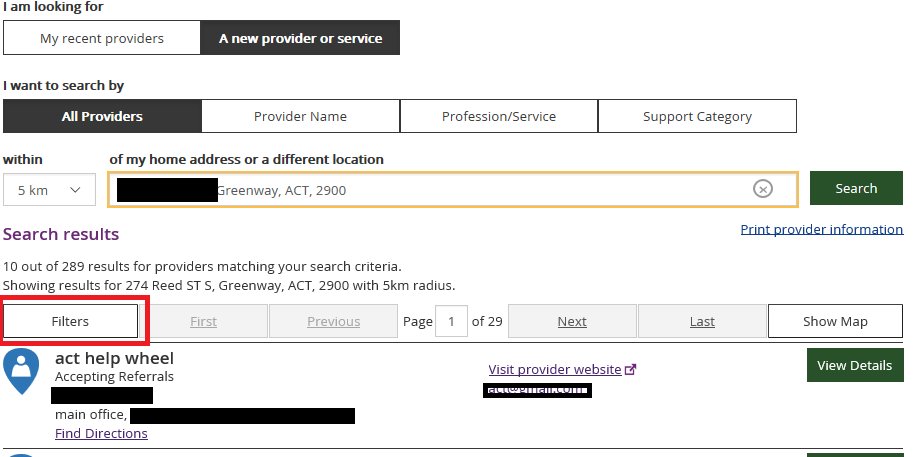 I am looking for
My recent providers A new provider or service
I want to search by
All Providers Provider Name Profession/Service Support Category
within of my home address or a different location
5 km Greenway, ACT, 2900 Search
Search results Print provider information
10 out of 289 results for providers matching your search criteria.
Showing results for 274 Reed ST S, Greenway, ACT, 2900 with 5km radius.
Filters First Previous Page 1 of 29 Next Last Show Map
act help wheel View Details
Accepting Referrals Visit provider website
main office,
Find Directions